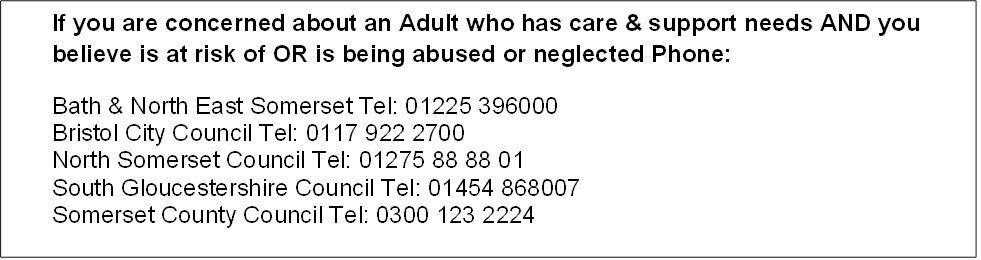 If you are concerned about an Adult who has care & support needs AND you
believe is at risk of OR is being abused or neglected Phone:
Bath & North East Somerset Tel: 01225 396000
Bristol City Council Tel: 0117 922 2700
North Somerset Council Tel: 01275 88 88 01
South Gloucestershire Council Tel: 01454 868007
Somerset County Council Tel: 0300 123 2224